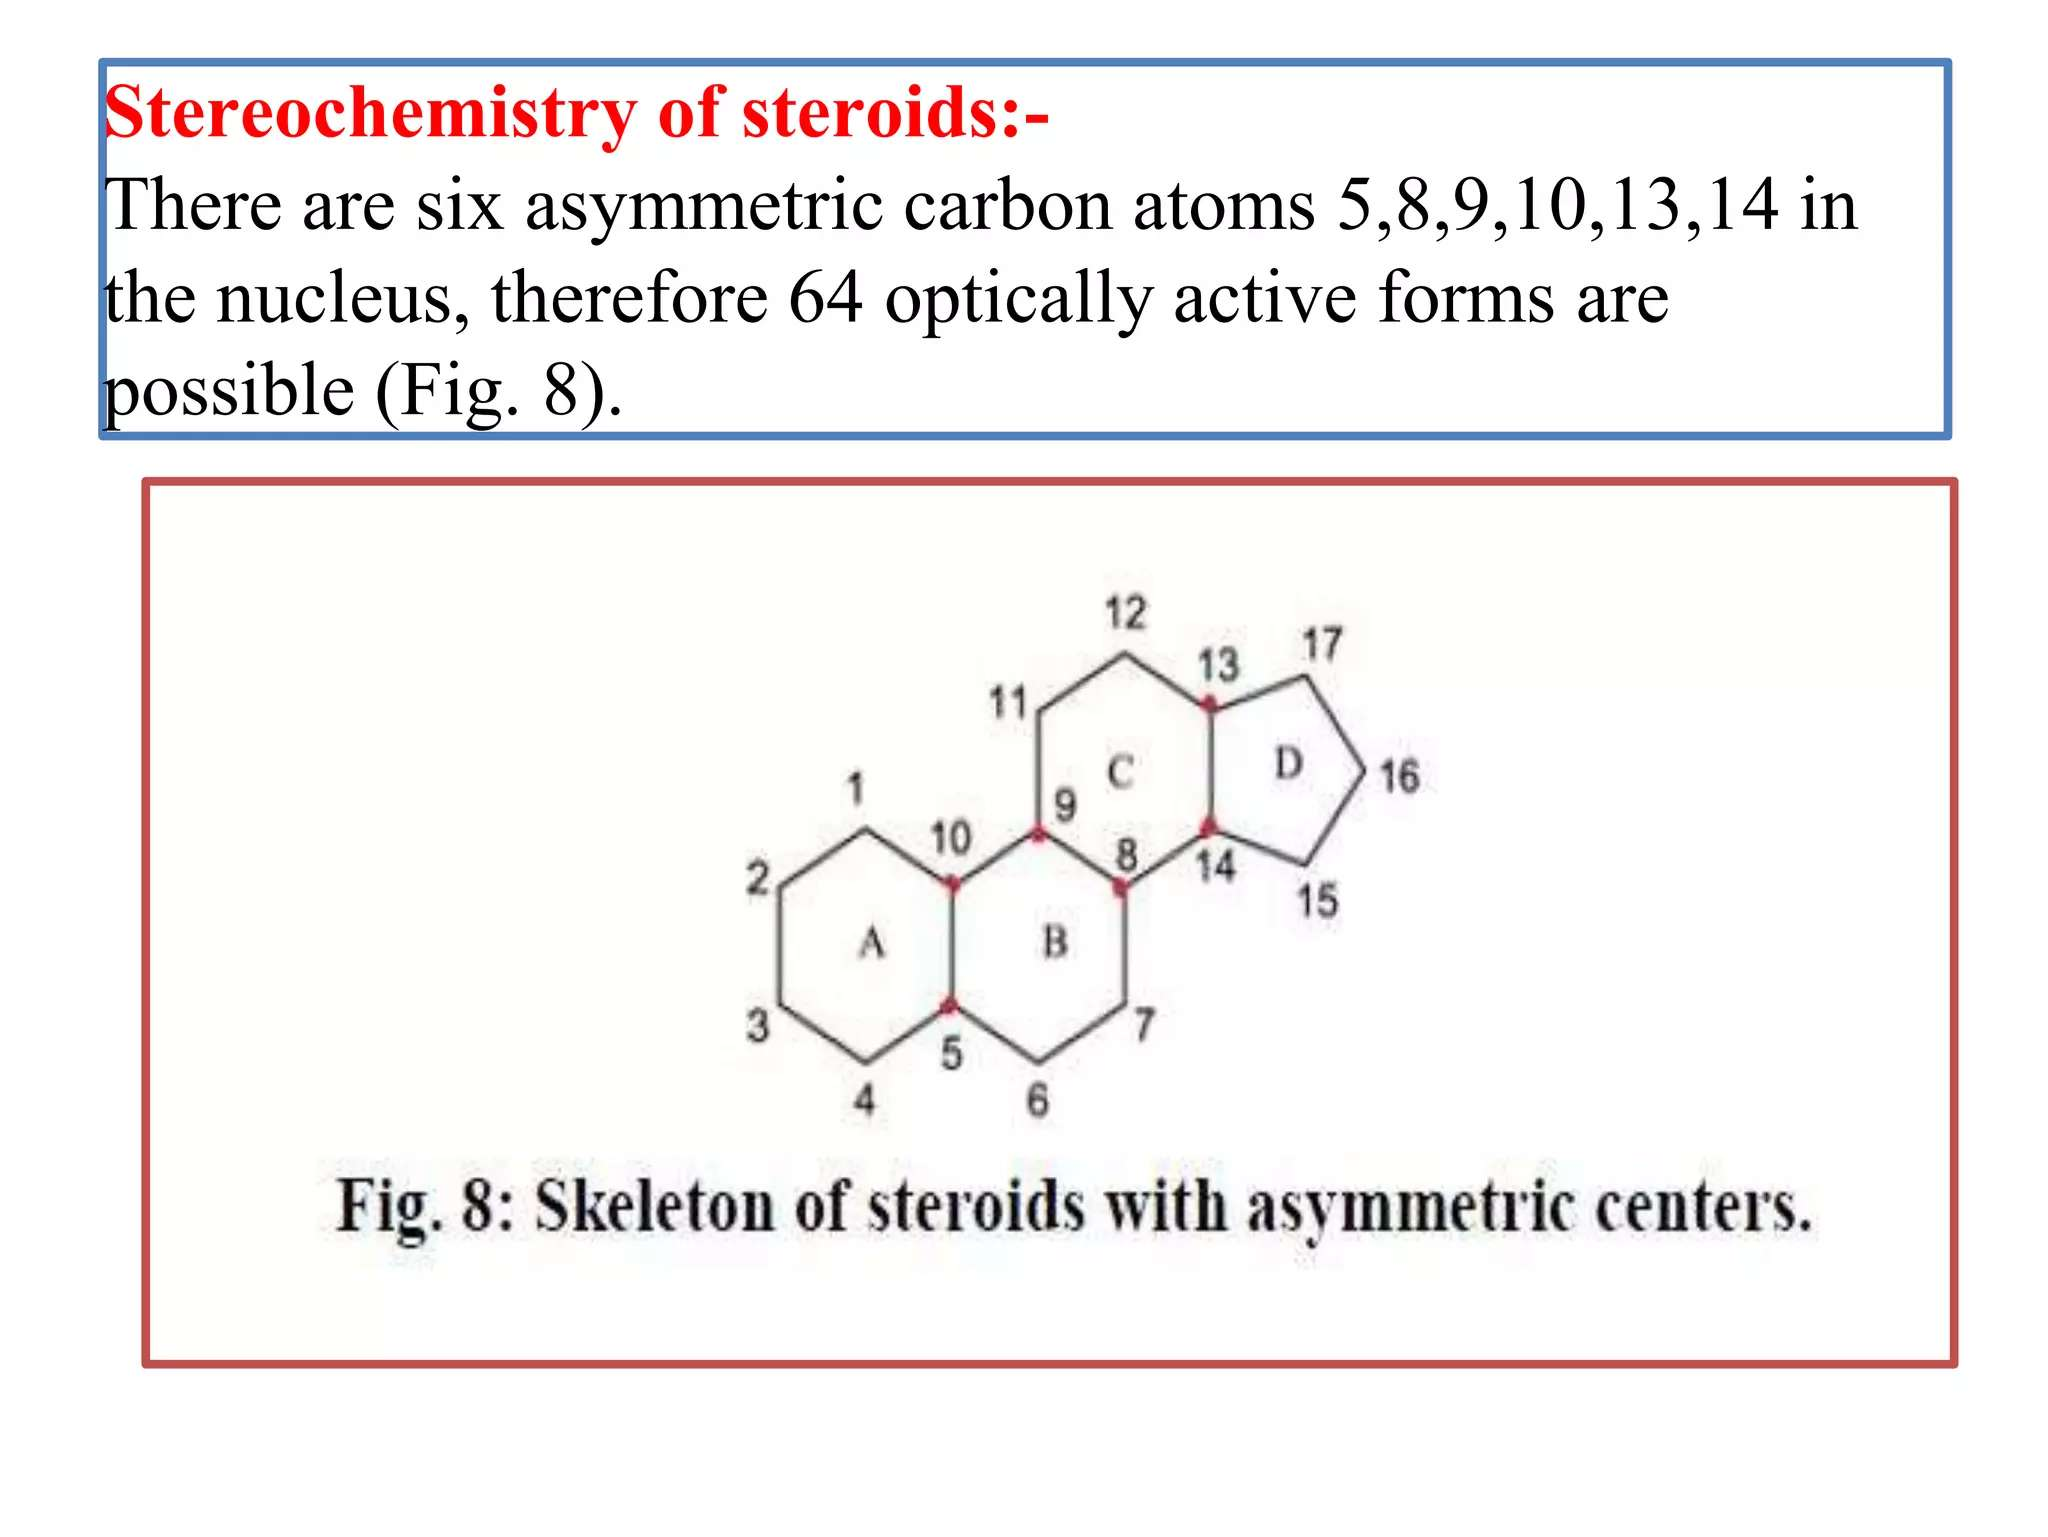 Stereochemistry of steroids:-
There are six asymmetric carbon atoms 5,8,9,10,13,14 in
the nucleus, therefore 64 optically active forms are
possible (Fig. 8).
12
17
13
11
C
D
16
1
9
10
8
14
2
15
A
B
3
5
7
4
6
Fig. 8: Skeleton of steroids with asymmetric centers.